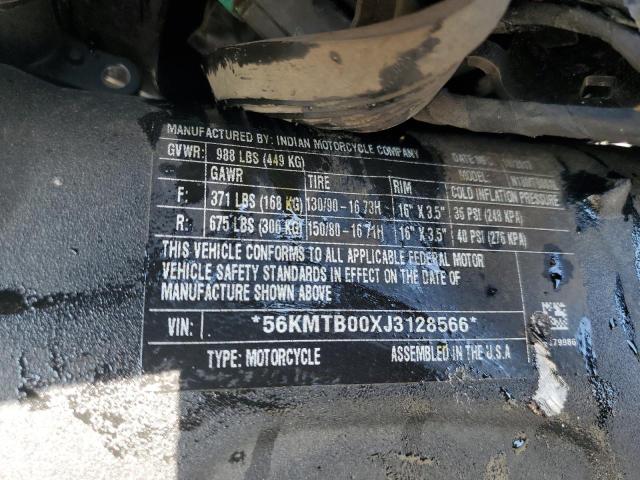 MANUFACTURED BY: INDIAN MOTORCYCLE COMPANY DATE MFG.
GVWR: 988 LBS (449 KG) MODEL:
GAWR TIRE RIM COLD INFLATION PRESSURE
F: 371 LBS (168 KG) 130/90 - 16 73H 16" X 3.5" 36 PSI (248 KPA)
R: 675 LBS (306 KG) 150/80 - 16 71H 16" X 3.5" 40 PSI (276 KPA)
THIS VEHICLE CONFORMS TO ALL APPLICABLE FEDERAL MOTOR
VEHICLE SAFETY STANDARDS IN EFFECT ON THE DATE OF
MANUFACTURE SHOWN ABOVE
VIN: *56KMTB00XJ3128566*
TYPE: MOTORCYCLE ASSEMBLED IN THE U.S.A